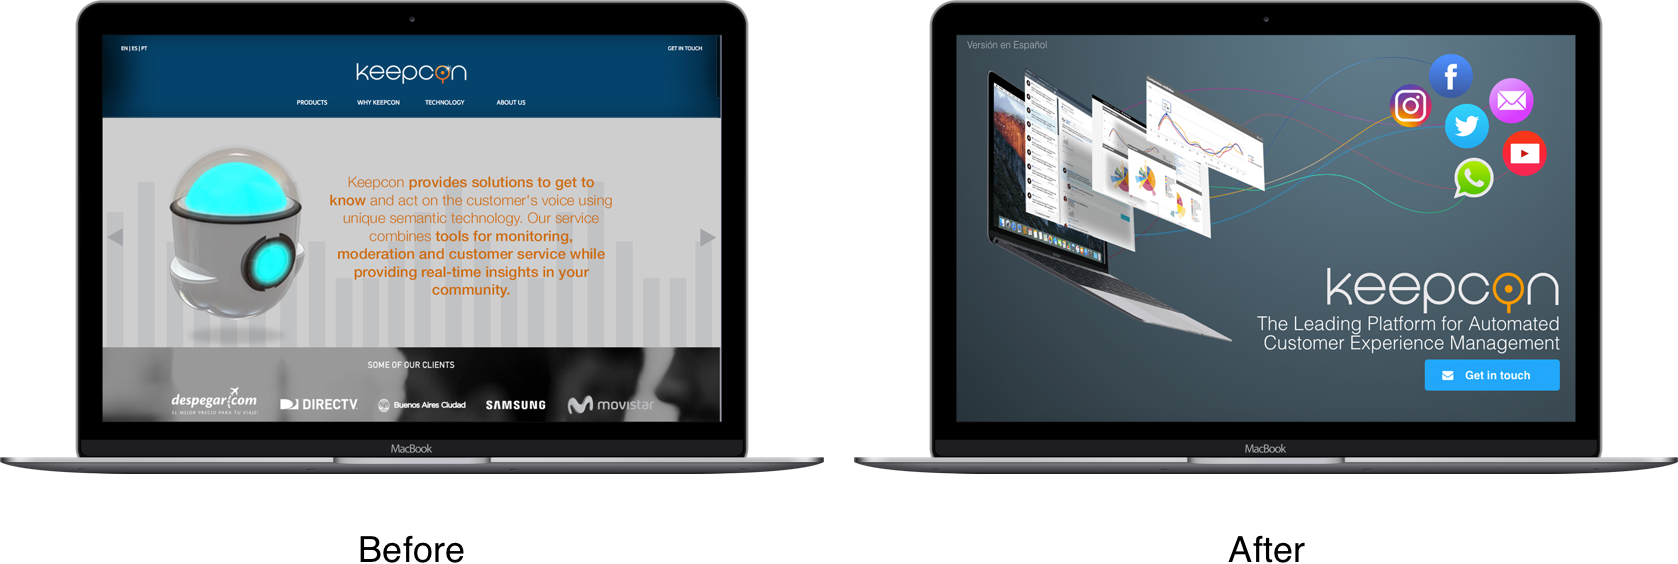 EN | ES | PT
GET IN TOUCH
keepcon
PRODUCTS WHY KEEPCON TECHNOLOGY ABOUT US
Keepcon provides solutions to get to
know and act on the customer's voice using
unique semantic technology. Our service
combines tools for monitoring,
moderation and customer service while
providing real-time insights in your
community.
SOME OF OUR CLIENTS
despegar.com
EL MEJOR PRECIO PARA TU VIAJE!
DIRECTV
Buenos Aires Ciudad
SAMSUNG
movistar
MacBook
Before
Versión en Español
keepcon
The Leading Platform for Automated
Customer Experience Management
Get in touch
MacBook
After